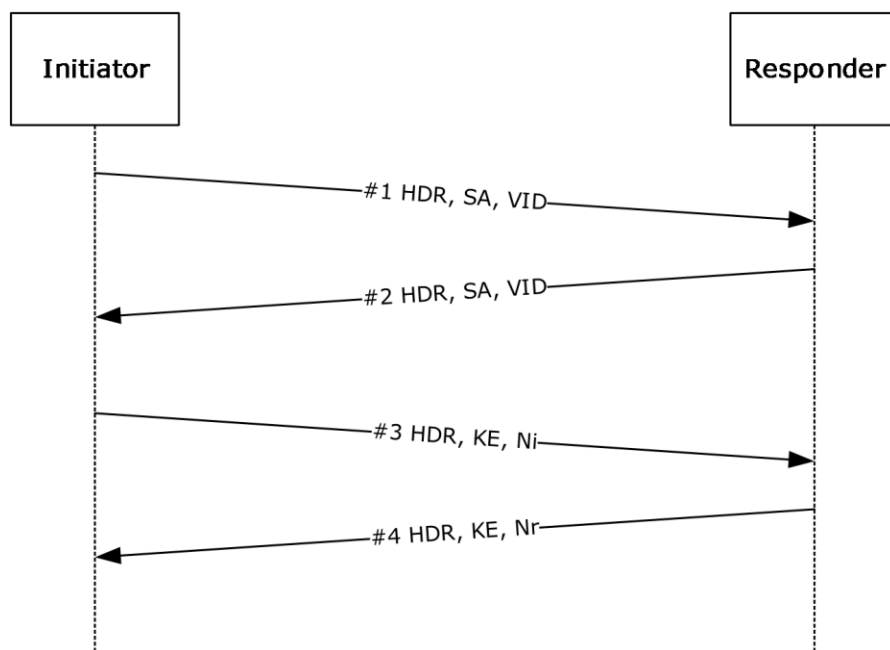 Initiator
Responder
#1 HDR, SA, VID
#2 HDR, SA, VID
#3 HDR, KE, Ni
#4 HDR, KE, Nr